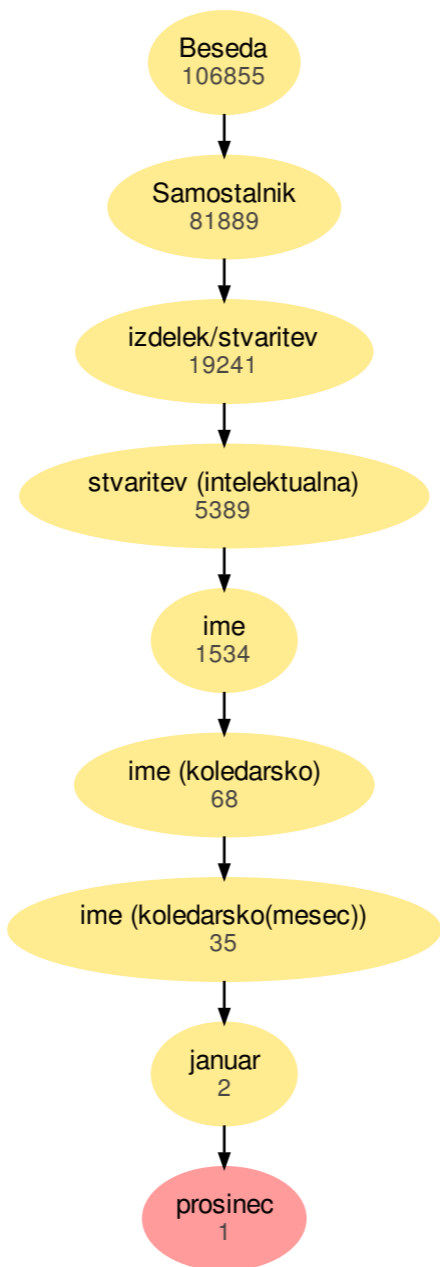 Beseda
106855
Samostalnik
81889
izdelek/stvaritev
19241
stvaritev (intelektualna)
5389
ime
1534
ime (koledarsko)
68
ime (koledarsko(mesec))
35
januar
2
prosinec
1